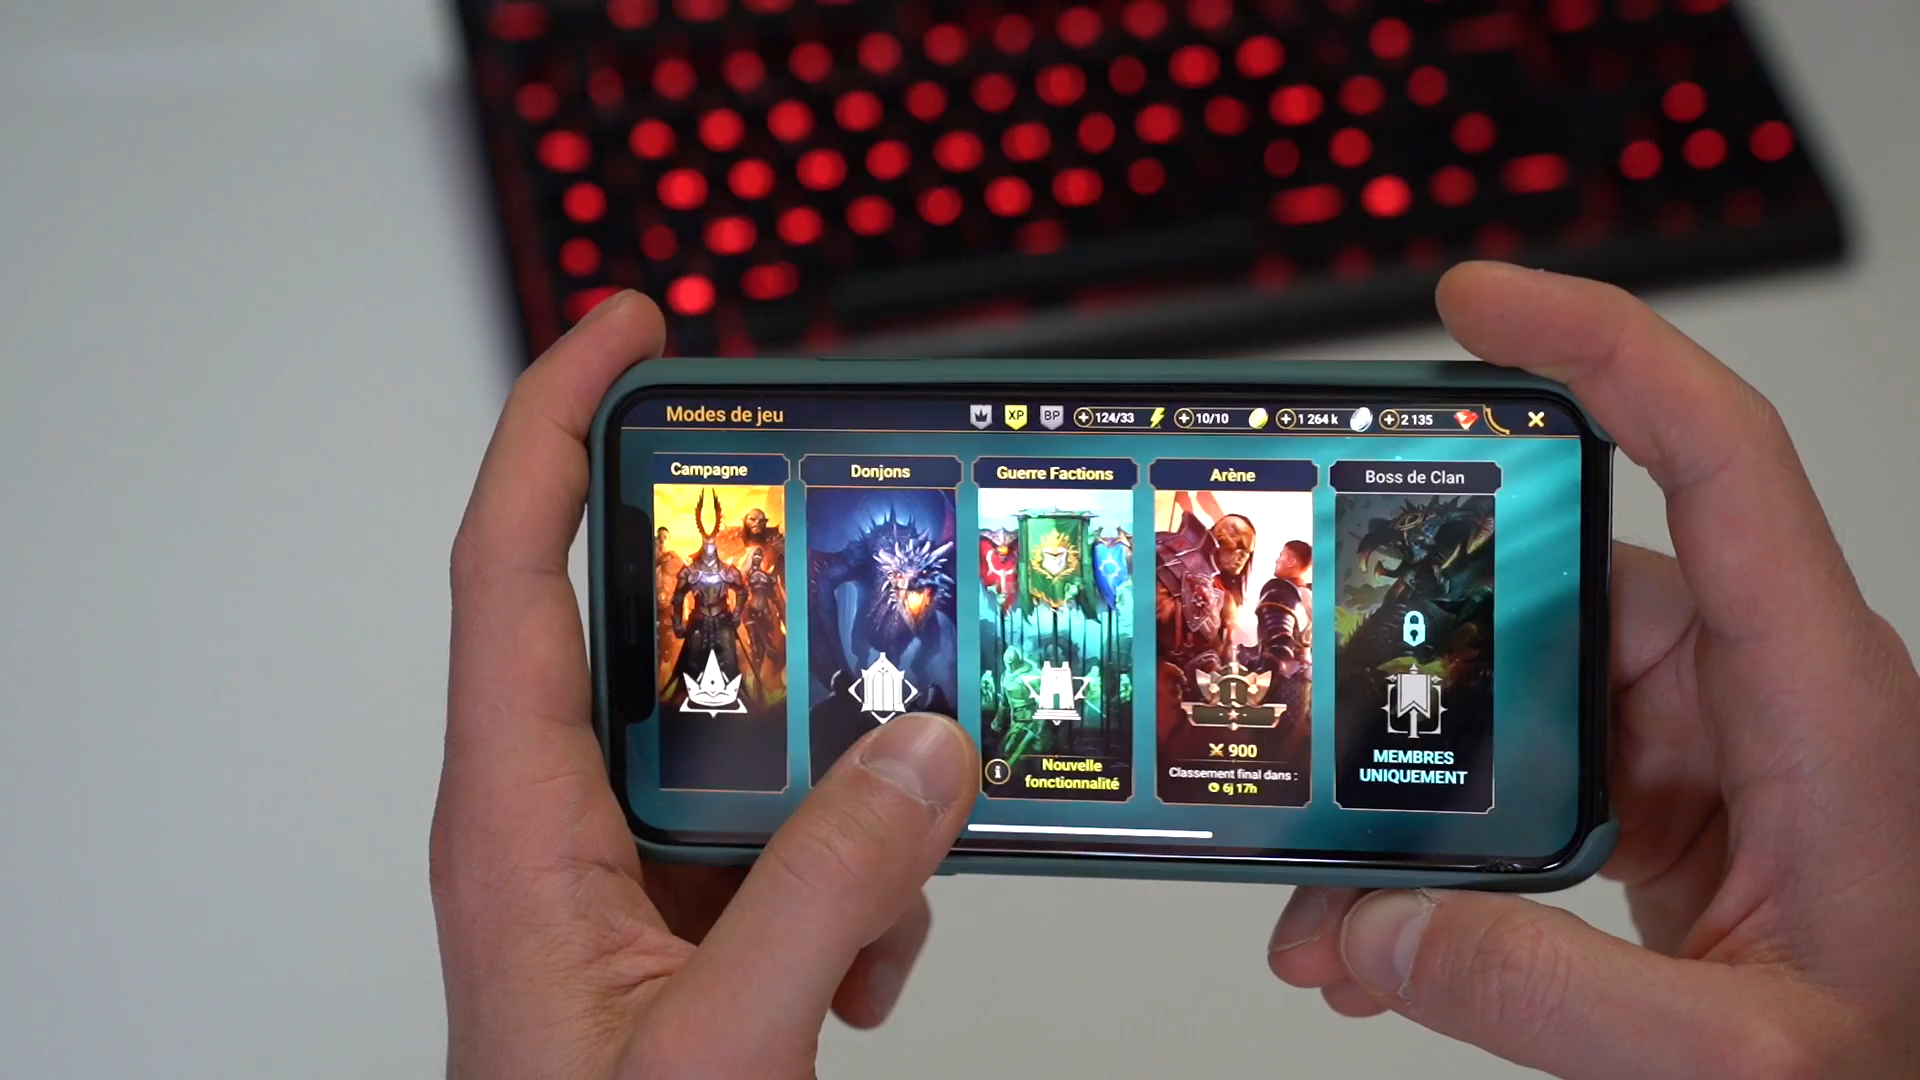 Modes de jeu
XP
BP
124/33
10/10
1 264 k
2 135
Campagne
Donjons
Guerre Factions
Arène
Boss de Clan
Nouvelle
fonctionnalité
900
Classement final dans :
6j 17h
MEMBRES
UNIQUEMENT